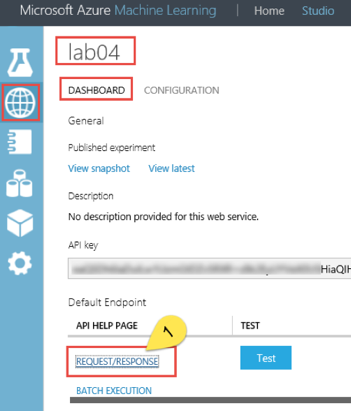 Microsoft Azure Machine Learning | Home Studio
lab04
DASHBOARD CONFIGURATION
General
Published experiment
View snapshot View latest
Description
No description provided for this web service.
API key
HiaQIH
Default Endpoint
API HELP PAGE TEST
1
REQUEST/RESPONSE Test
BATCH EXECUTION